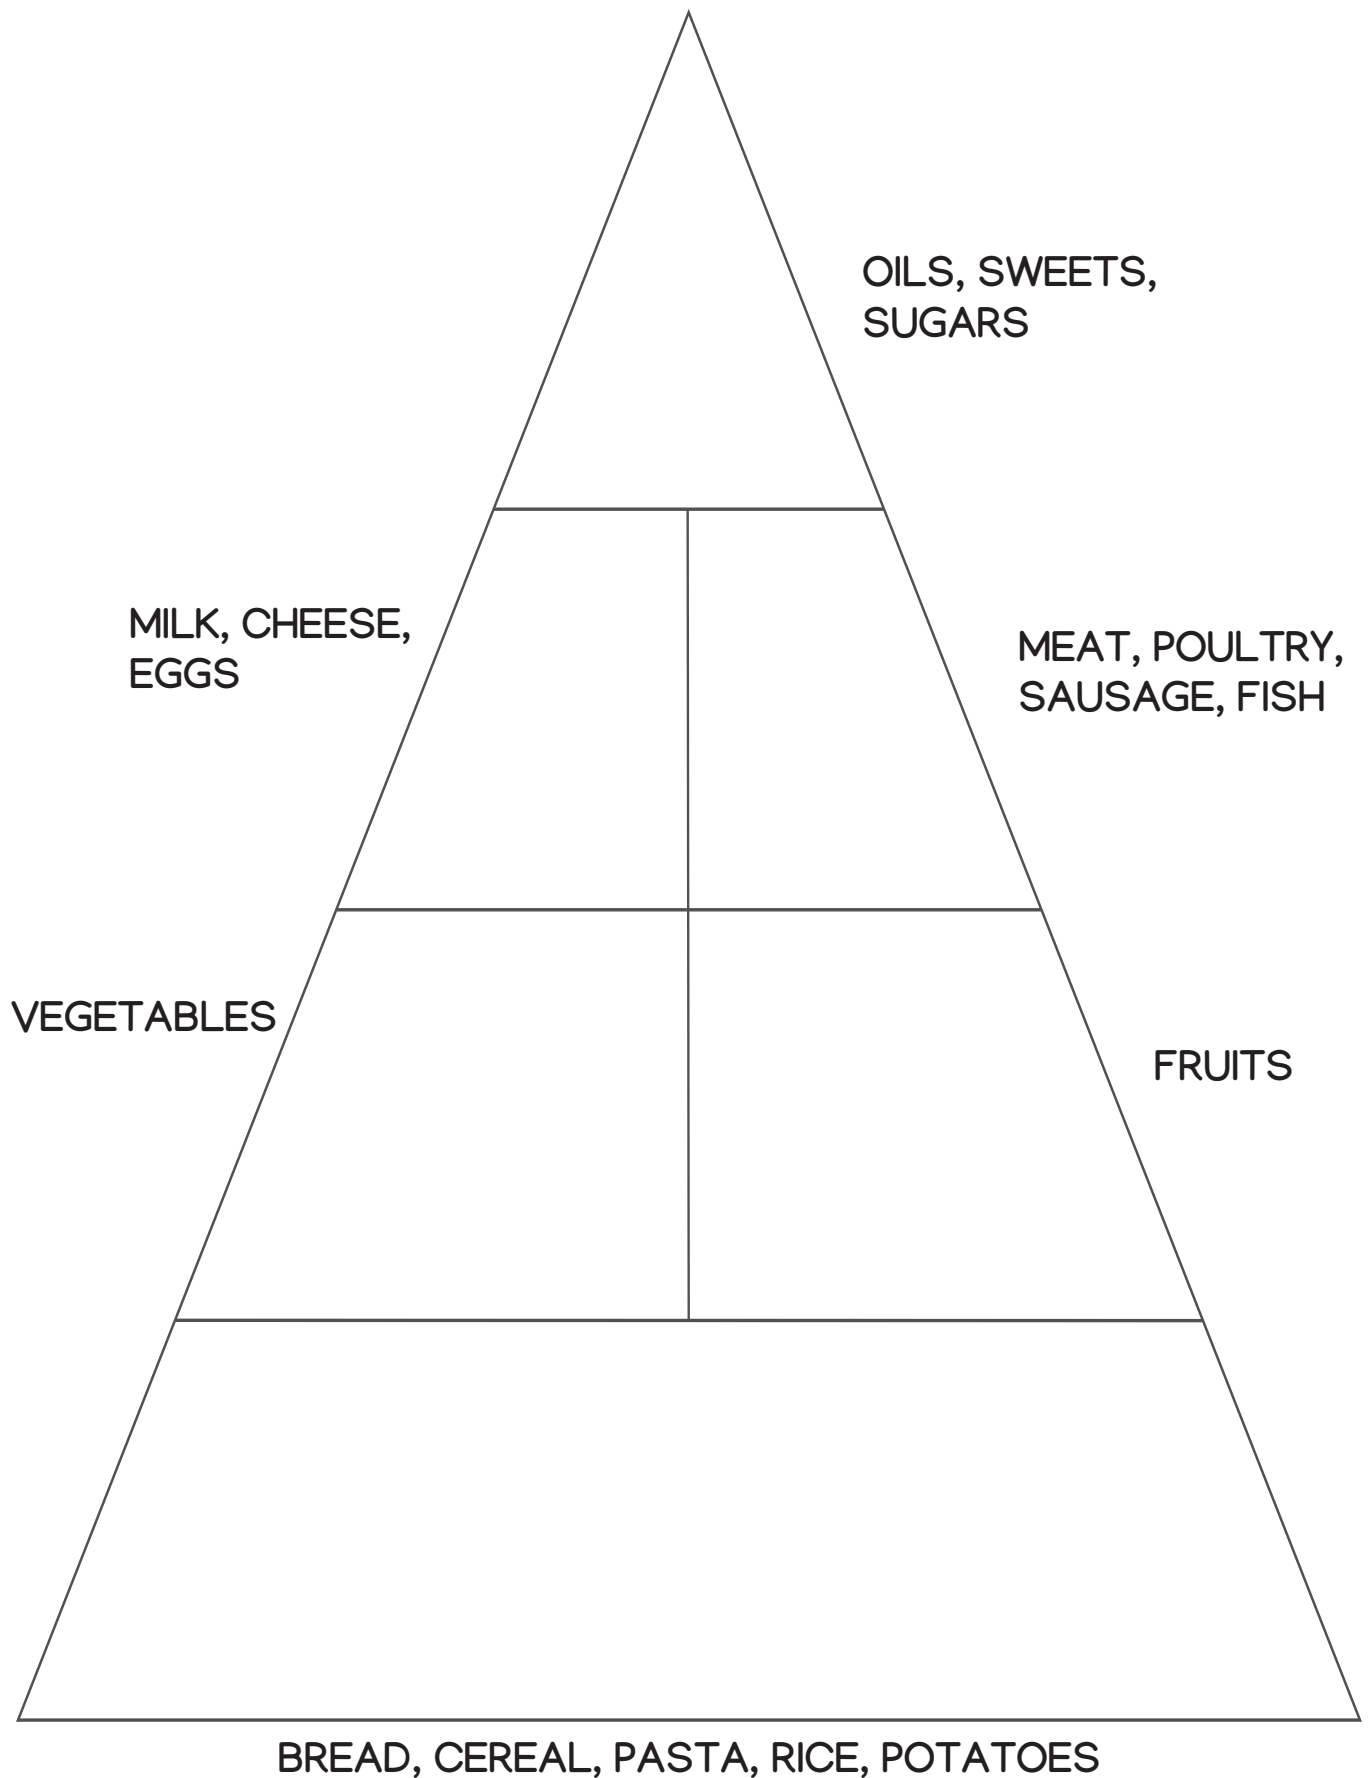 OILS, SWEETS,
SUGARS
MILK, CHEESE,
EGGS
MEAT, POULTRY,
SAUSAGE, FISH
VEGETABLES
FRUITS
BREAD, CEREAL, PASTA, RICE, POTATOES